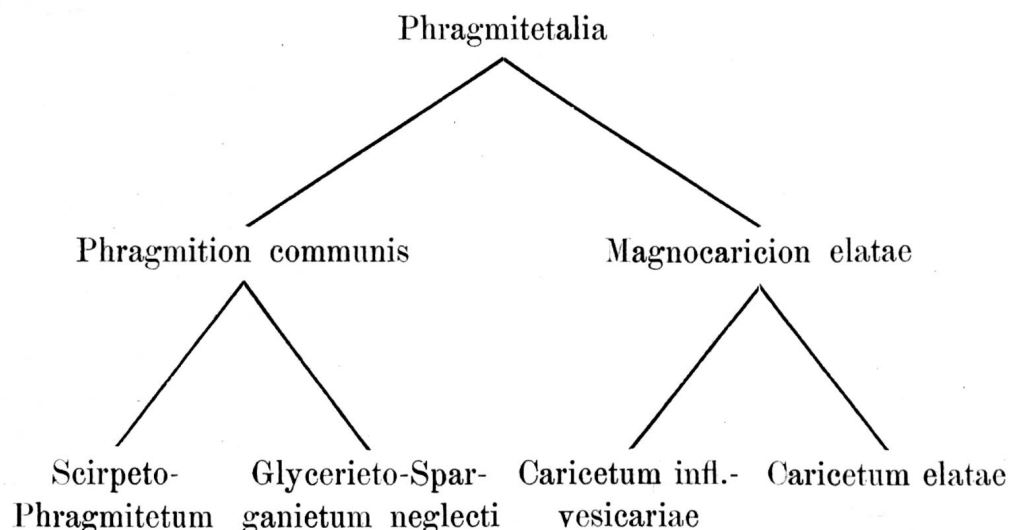 Phragmitetalia
Phragmition communis
Magnocaricion elatae
Scirpeto-
Phragmitetum
Glycerieto-Spar-
ganietum neglecti
Caricetum infl.-
vesicariae
Caricetum elatae